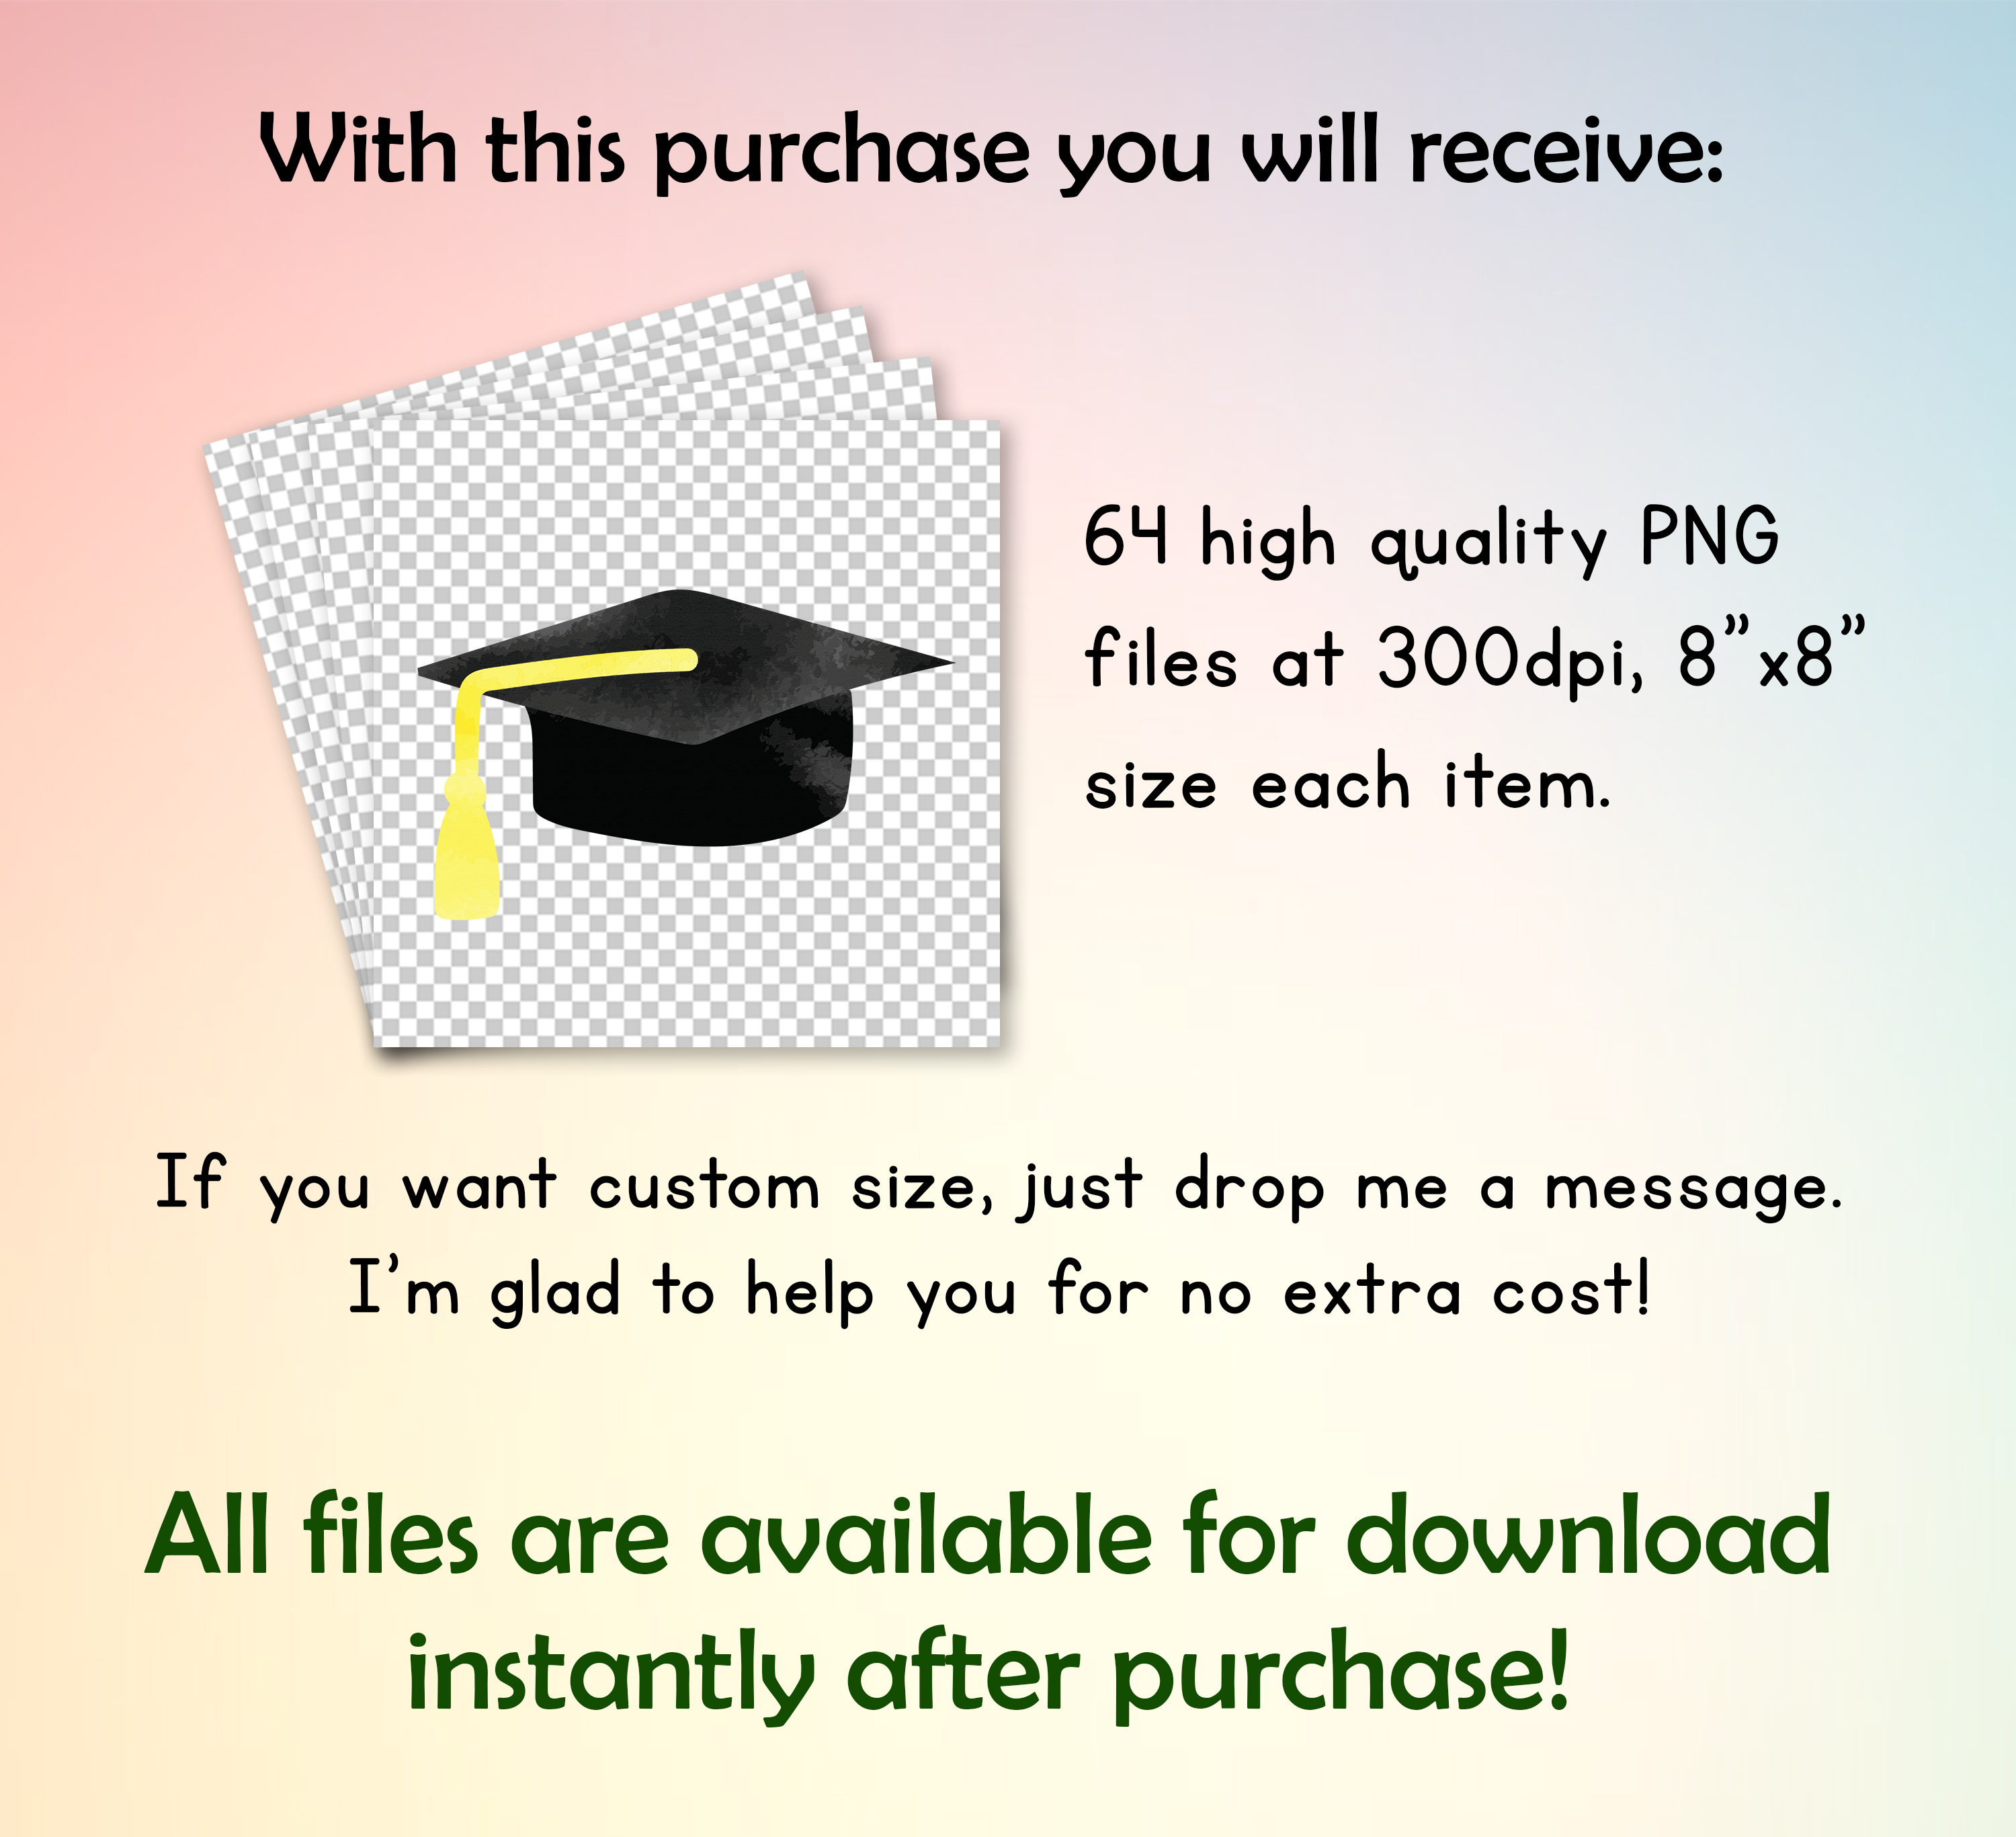 With this purchase you will receive:
64 high quality PNG
files at 300dpi, 8”x8”
size each item.
If you want custom size, just drop me a message.
I’m glad to help you for no extra cost!
All files are available for download
instantly after purchase!